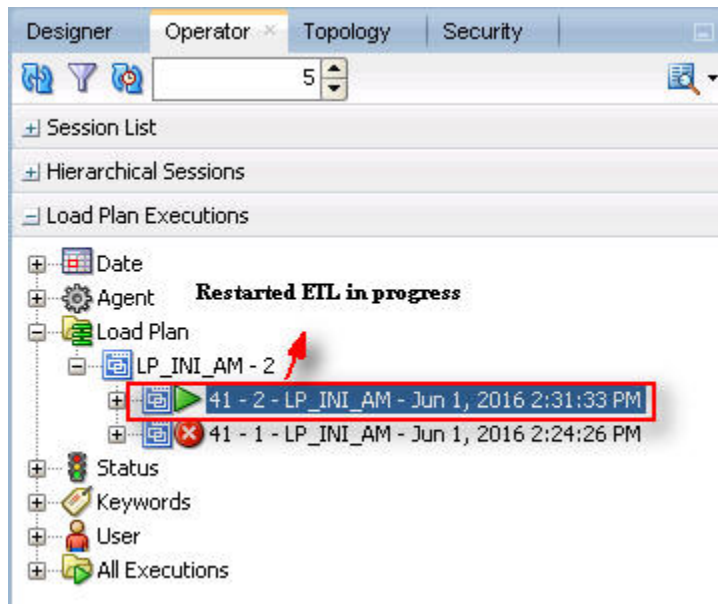 Designer Operator Topology Security
5
Session List
Hierarchical Sessions
Load Plan Executions
Date
Restarted ETL in progress
Agent
Load Plan
LP_INI_AM - 2
41 - 2 - LP_INI_AM - Jun 1, 2016 2:31:33 PM
41 - 1 - LP_INI_AM - Jun 1, 2016 2:24:26 PM
Status
Keywords
User
All Executions